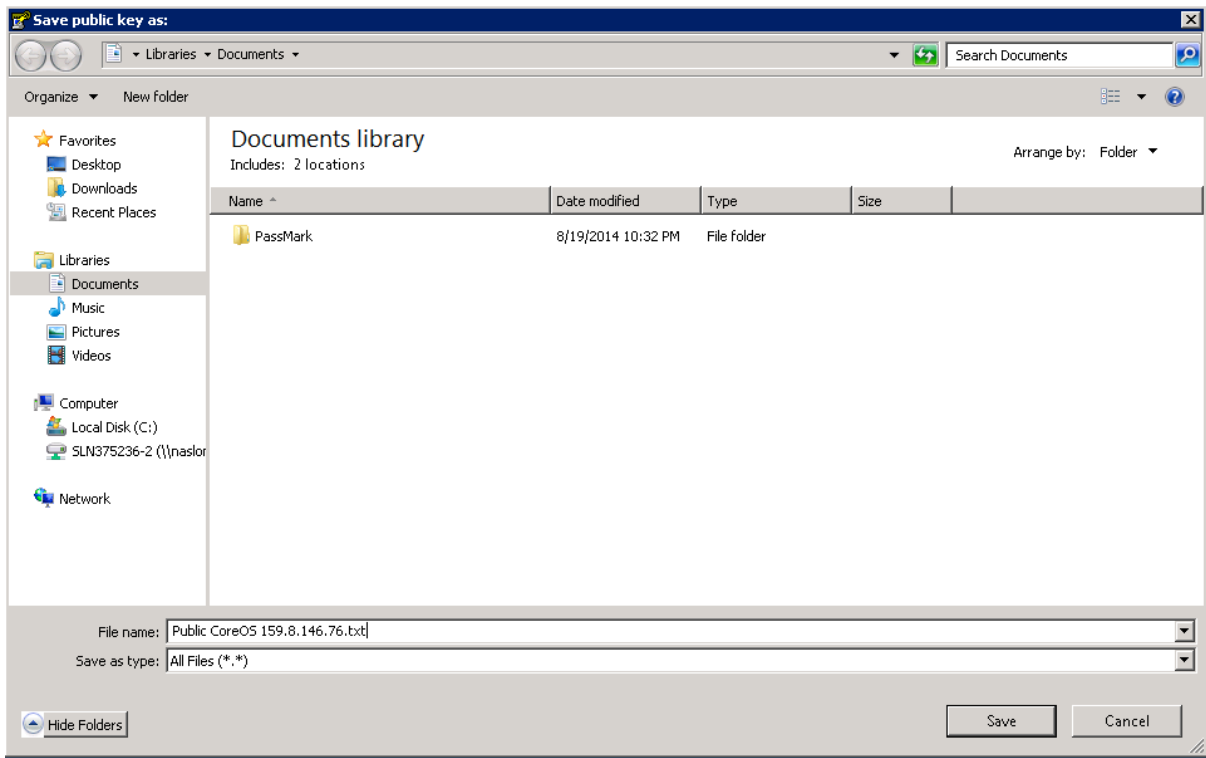 Save public key as:
Libraries Documents
Search Documents
Organize New folder
Favorites
Desktop
Downloads
Recent Places
Libraries
Documents
Music
Pictures
Videos
Computer
Local Disk (C:)
SLN375236-2 (\\naslor
Network
Documents library
Includes: 2 locations
Arrange by: Folder
Name Date modified Type Size
PassMark 8/19/2014 10:32 PM File folder
File name: Public CoreOS 159.8.146.76.txt
Save as type: All Files (*.*)
Hide Folders
Save Cancel